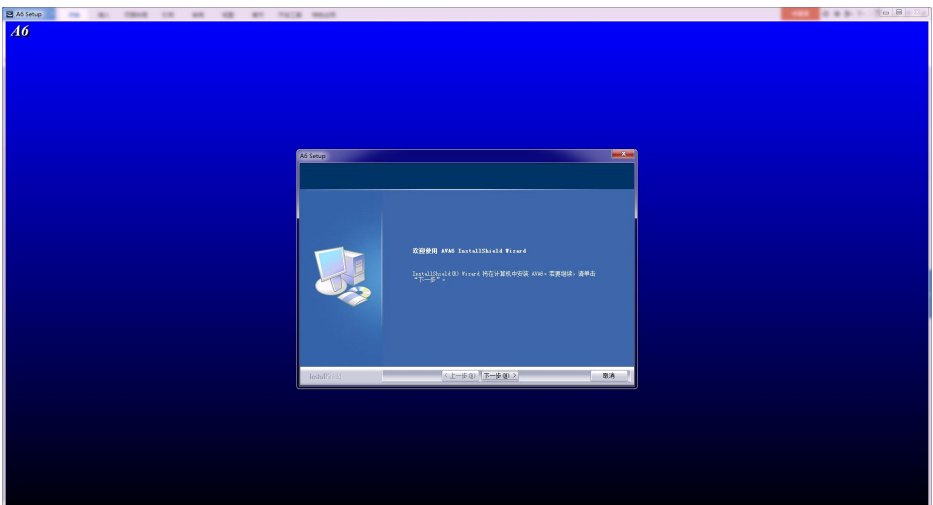 A6 Setup
A6
A6 Setup
欢迎使用 AVA6 InstallShield Wizard
InstallShield(R) Wizard 将在计算机中安装 AVA6。若要继续，请单击
“下一步”。
InstallShield
< 上一步(B)
下一步(N) >
取消